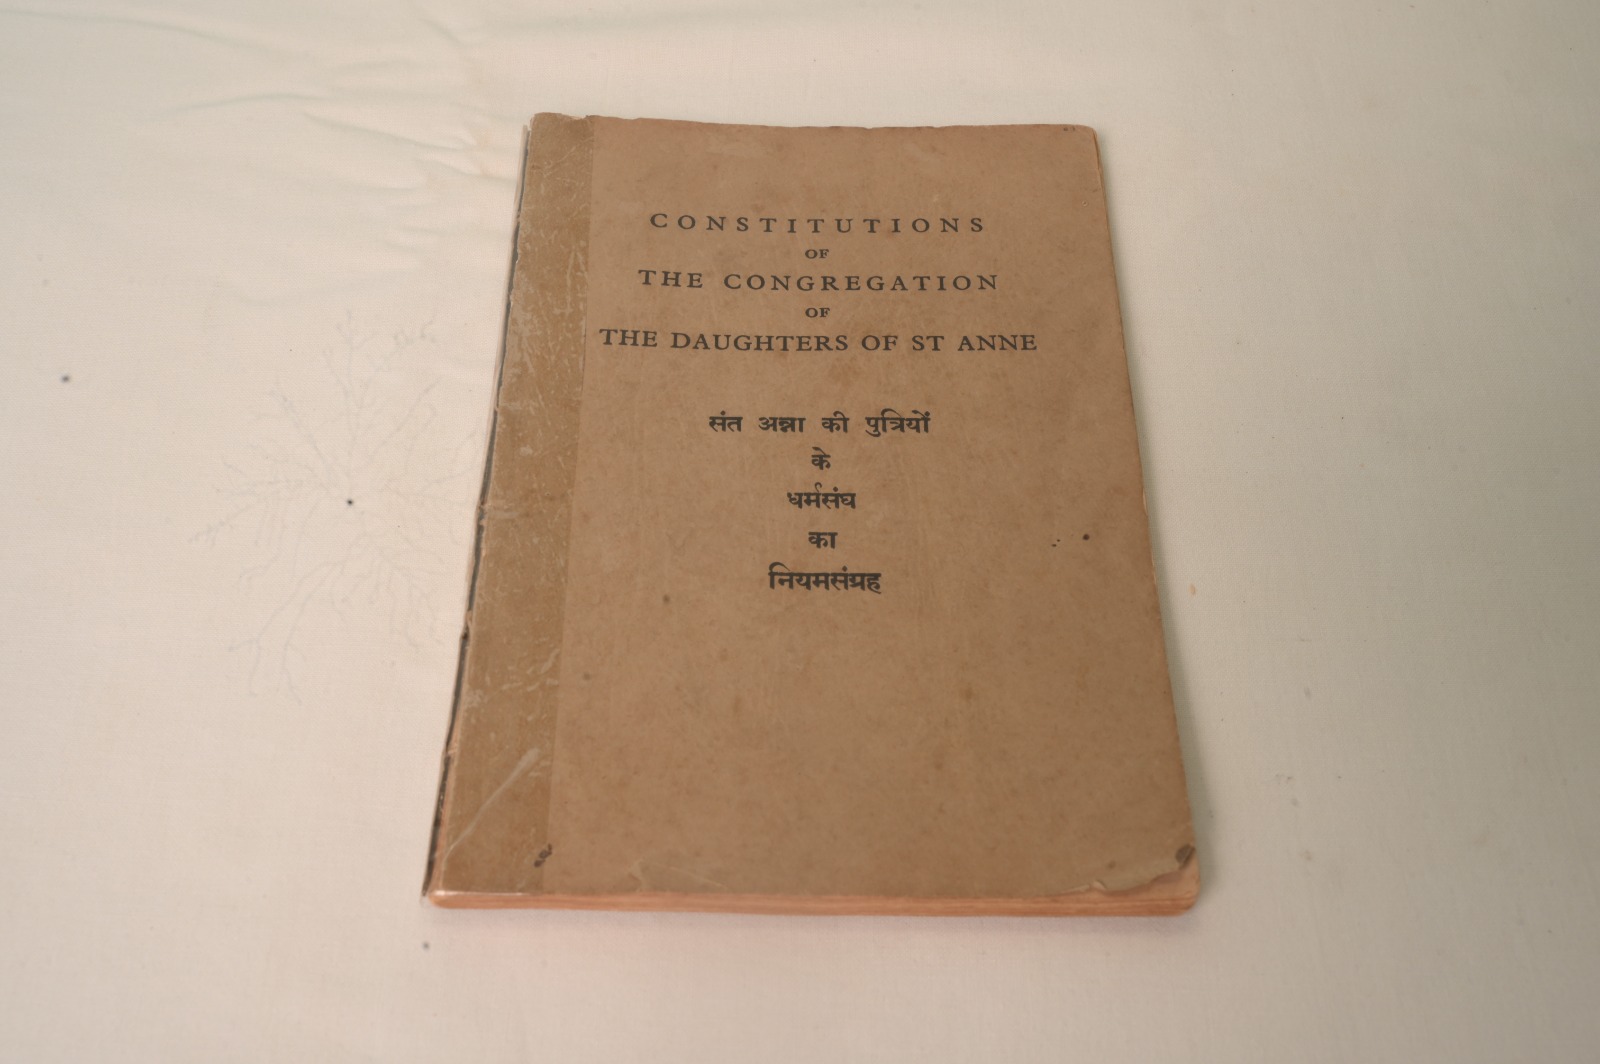 CONSTITUTIONS
OF
THE CONGREGATION
OF
THE DAUGHTERS OF ST ANNE
संत अन्ना की पुत्रियों
के
धर्मसंघ
का
नियमसंग्रह